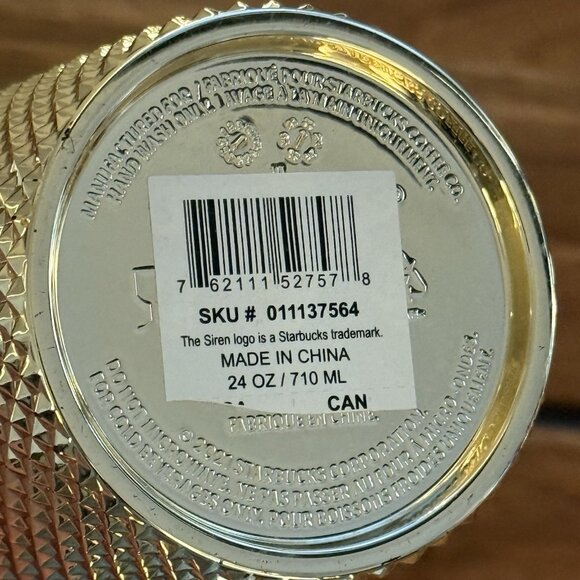 MANUFACTURED FOR / FABRIQUÉ POUR STARBUCKS COFFEE CO.
HAND WASH ONLY. LAVAGE À LA MAIN UNIQUEMENT.
7 62111 52757 8
SKU # 011137564
The Siren logo is a Starbucks trademark.
MADE IN CHINA
24 OZ / 710 ML
CAN
FABRIQUÉ EN CHINE.
© 2021 STARBUCKS CORPORATION.
DO NOT MICROWAVE. NE PAS PASSER AU FOUR À MICRO-ONDES.
FOR COLD BEVERAGES ONLY. POUR BOISSONS FROIDES UNIQUEMENT.